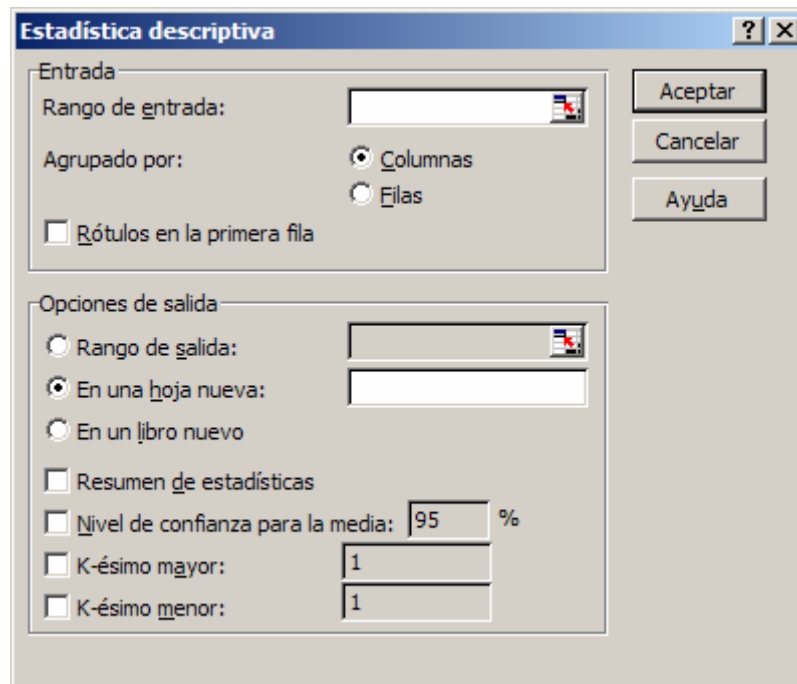 Estadística descriptiva
Entrada
Rango de entrada:
Agrupado por:
Columnas
Filas
Rótulos en la primera fila
Aceptar
Cancelar
Ayuda
Opciones de salida
Rango de salida:
En una hoja nueva:
En un libro nuevo
Resumen de estadísticas
Nivel de confianza para la media: 95 %
K-ésimo mayor: 1
K-ésimo menor: 1